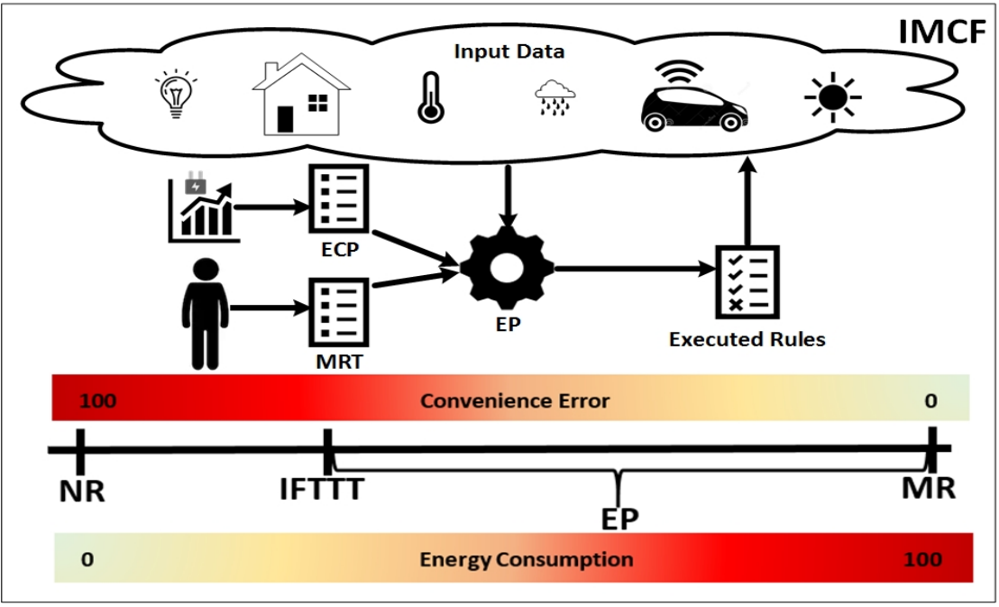 IMCF
Input Data
ECP
MRT
EP
Executed Rules
100 Convenience Error 0
NR IFTTT EP MR
0 Energy Consumption 100